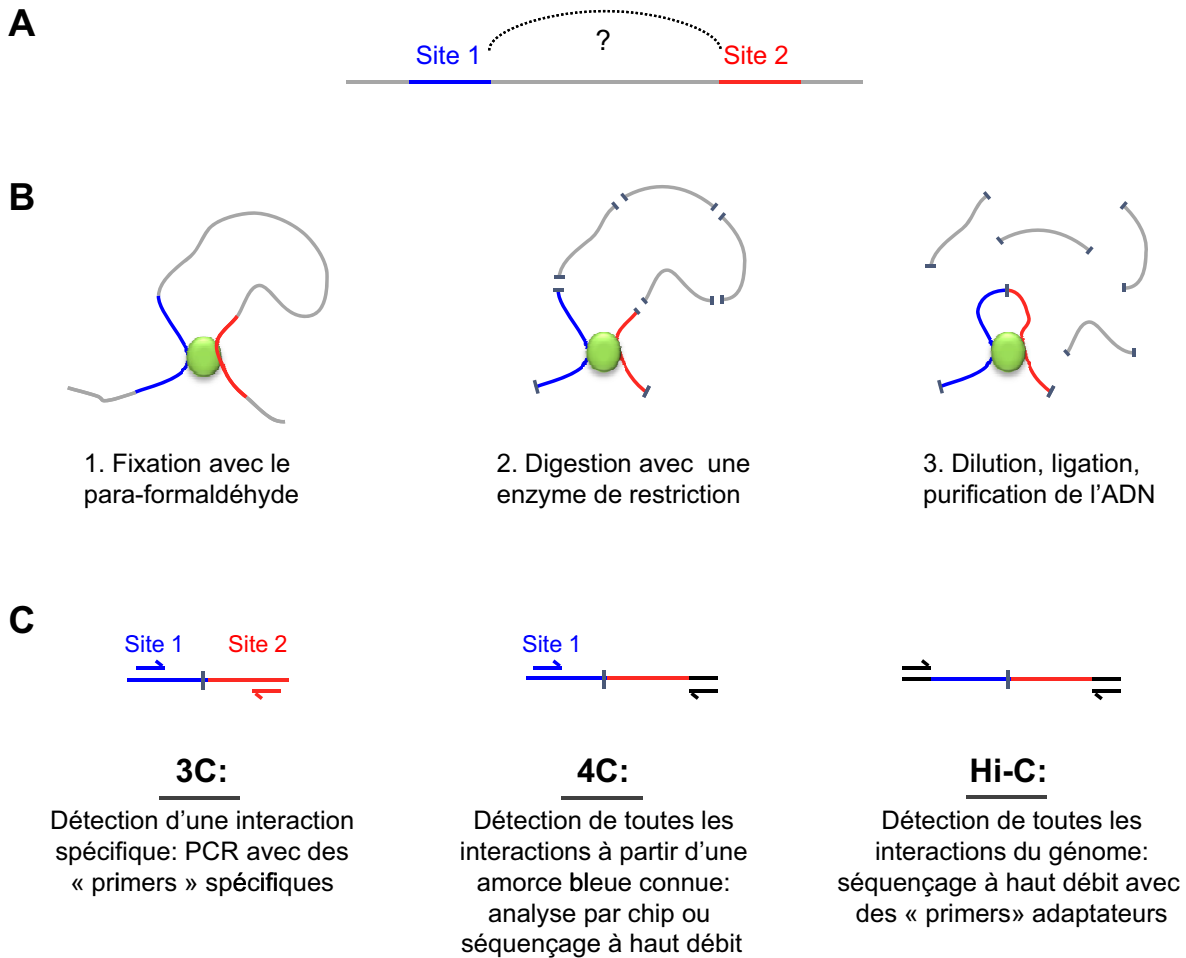 A
?
Site 1
Site 2
B
1. Fixation avec le
para-formaldéhyde
2. Digestion avec une
enzyme de restriction
3. Dilution, ligation,
purification de l'ADN
C
Site 1
Site 2
Site 1
3C:
Détection d'une interaction
spécifique: PCR avec des
« primers » spécifiques
4C:
Détection de toutes les
interactions à partir d'une
amorce bleue connue:
analyse par chip ou
séquençage à haut débit
Hi-C:
Détection de toutes les
interactions du génome:
séquençage à haut débit avec
des « primers» adaptateurs